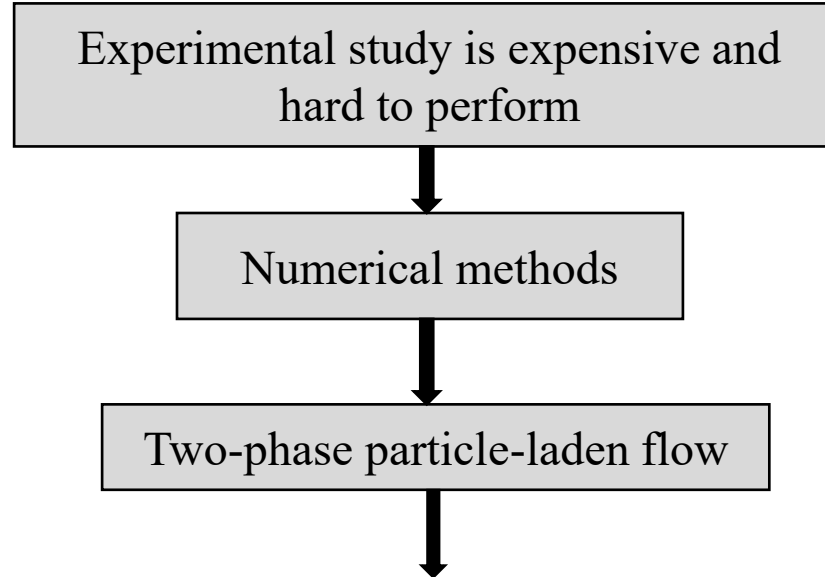 Experimental study is expensive and
hard to perform
Numerical methods
Two-phase particle-laden flow